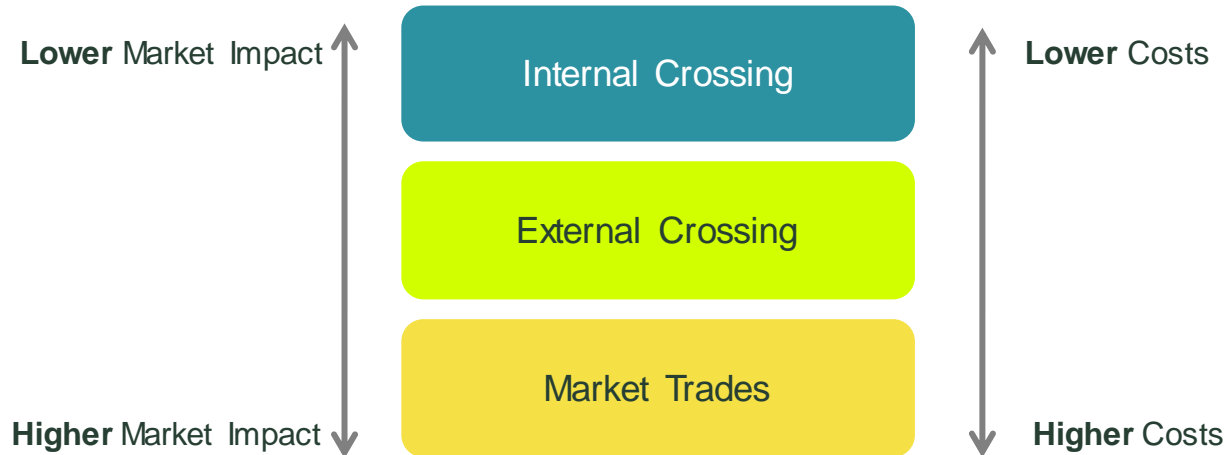 Lower Market Impact
Internal Crossing
Lower Costs
External Crossing
Market Trades
Higher Market Impact
Higher Costs